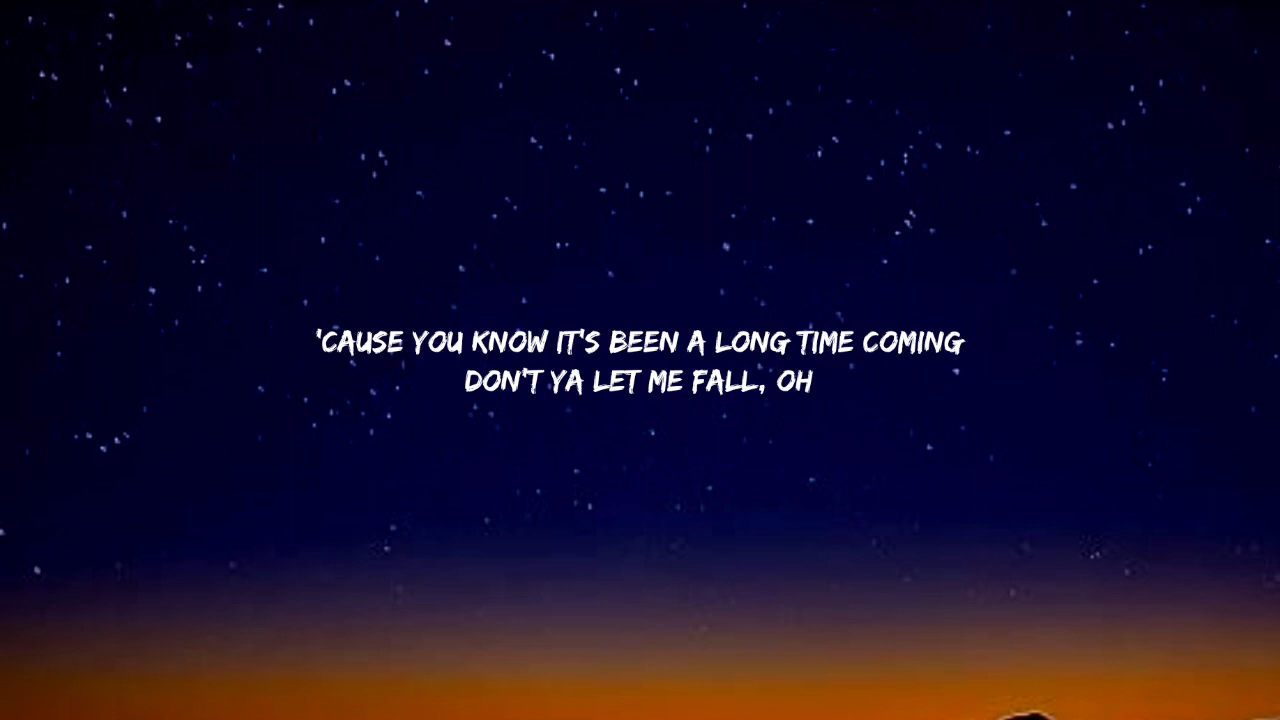 'CAUSE YOU KNOW IT'S BEEN A LONG TIME COMING
DON'T YA LET ME FALL, OH